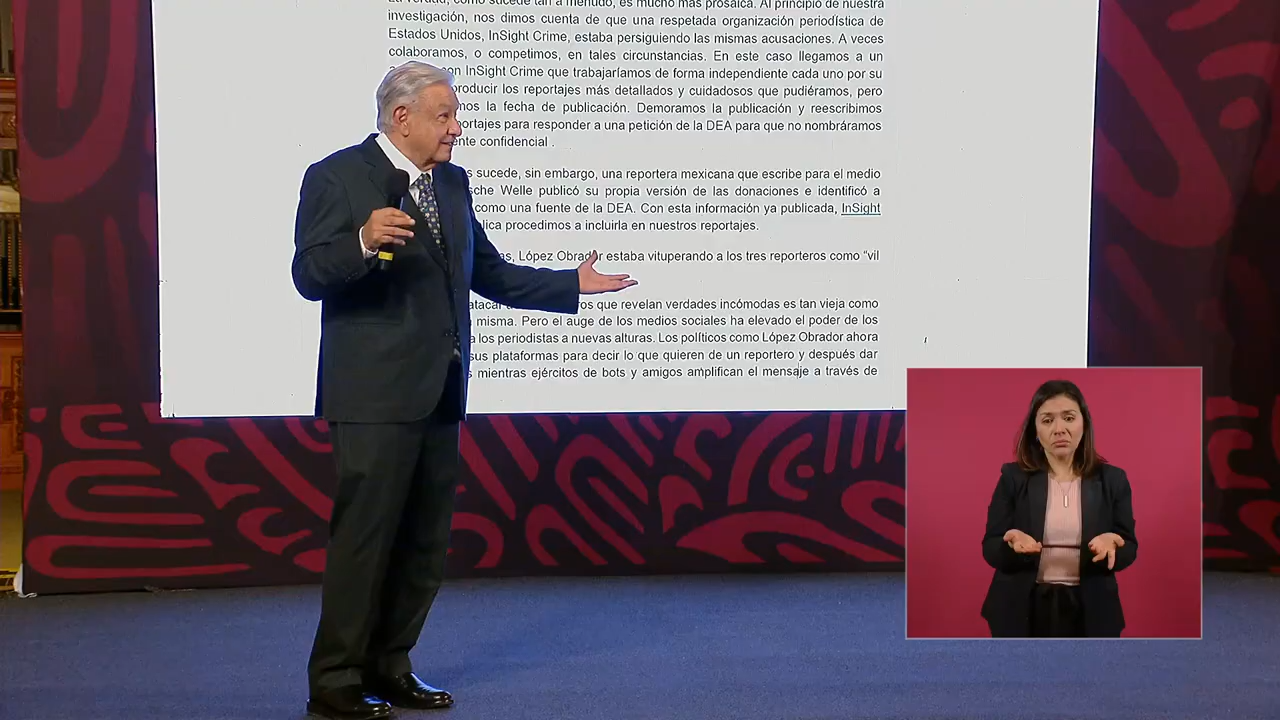 La verdad, como sucede tan a menudo, es mucho más prosaica. Al principio de nuestra
investigación, nos dimos cuenta de que una respetada organización periodística de
Estados Unidos, InSight Crime, estaba persiguiendo las mismas acusaciones. A veces
colaboramos, o competimos, en tales circunstancias. En este caso llegamos a un
con InSight Crime que trabajaríamos de forma independiente cada uno por su
producir los reportajes más detallados y cuidadosos que pudiéramos, pero
mos la fecha de publicación. Demoramos la publicación y reescribimos
portajes para responder a una petición de la DEA para que no nombráramos
ente confidencial .
s sucede, sin embargo, una reportera mexicana que escribe para el medio
sche Welle publicó su propia versión de las donaciones e identificó a
como una fuente de la DEA. Con esta información ya publicada, InSight
lica procedimos a incluirla en nuestros reportajes.
as, López Obrador estaba vituperando a los tres reporteros como “vil
atacar a ros que revelan verdades incómodas es tan vieja como
misma. Pero el auge de los medios sociales ha elevado el poder de los
a los periodistas a nuevas alturas. Los políticos como López Obrador ahora
sus plataformas para decir lo que quieren de un reportero y después dar
s mientras ejércitos de bots y amigos amplifican el mensaje a través de